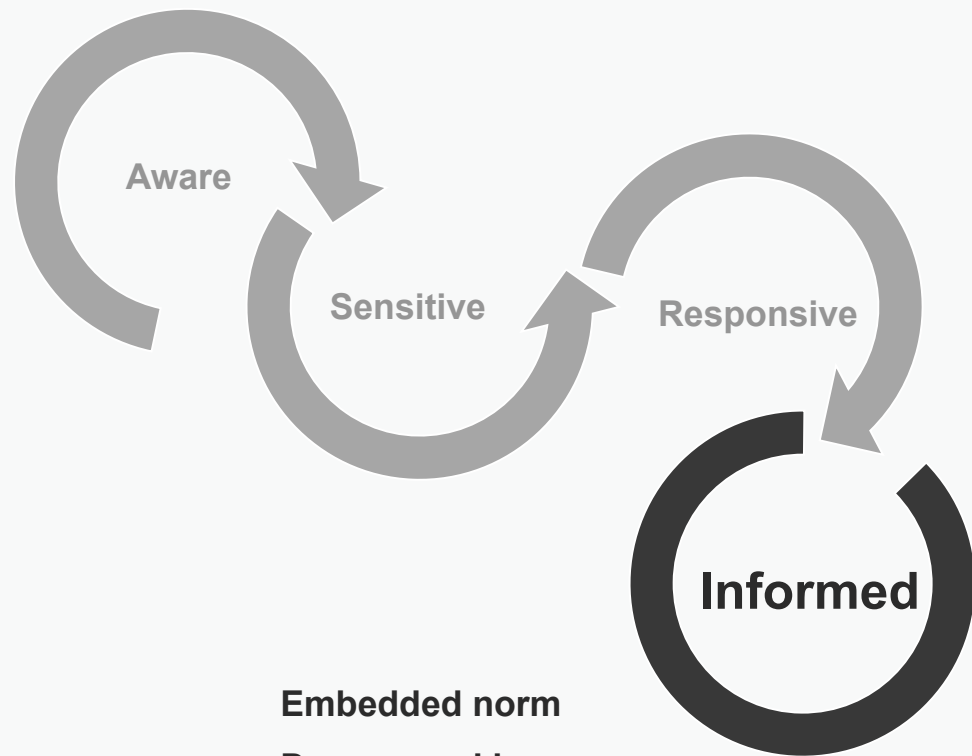 Aware
Sensitive
Responsive
Informed
Embedded norm